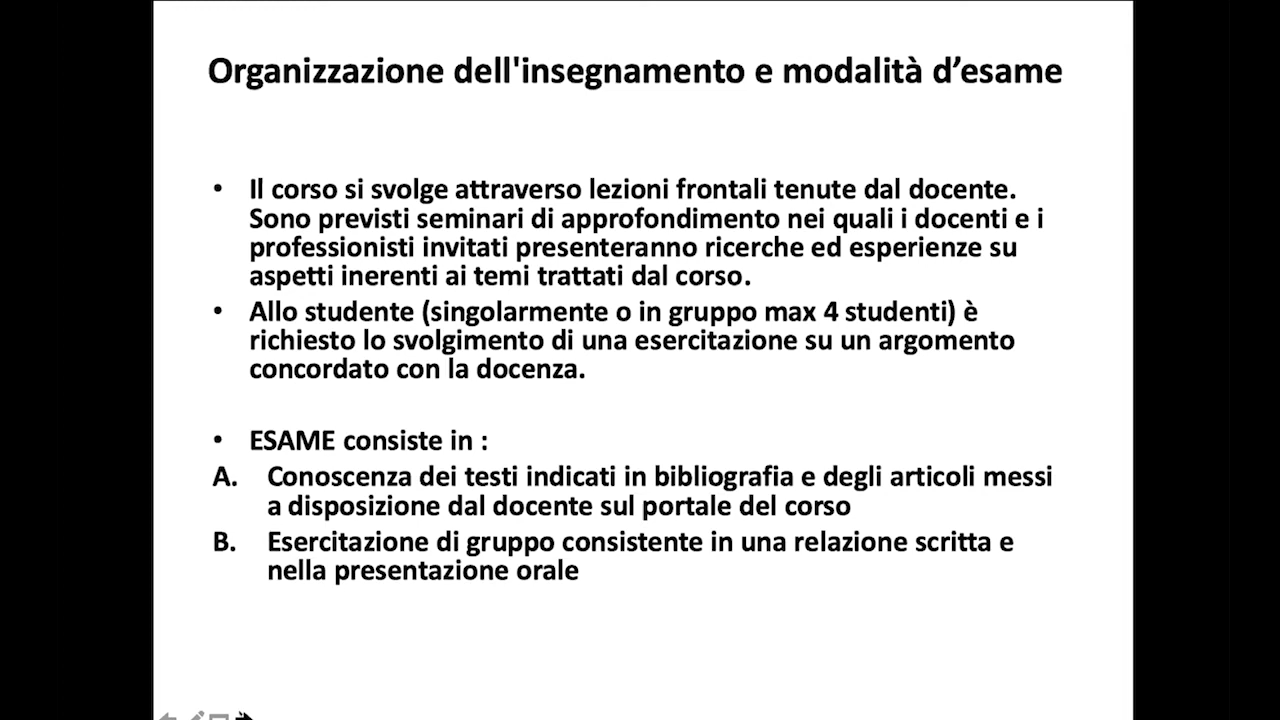 Organizzazione dell'insegnamento e modalità d’esame
• Il corso si svolge attraverso lezioni frontali tenute dal docente.
Sono previsti seminari di approfondimento nei quali i docenti e i
professionisti invitati presenteranno ricerche ed esperienze su
aspetti inerenti ai temi trattati dal corso.
• Allo studente (singolarmente o in gruppo max 4 studenti) è
richiesto lo svolgimento di una esercitazione su un argomento
concordato con la docenza.
• ESAME consiste in :
A. Conoscenza dei testi indicati in bibliografia e degli articoli messi
a disposizione dal docente sul portale del corso
B. Esercitazione di gruppo consistente in una relazione scritta e
nella presentazione orale